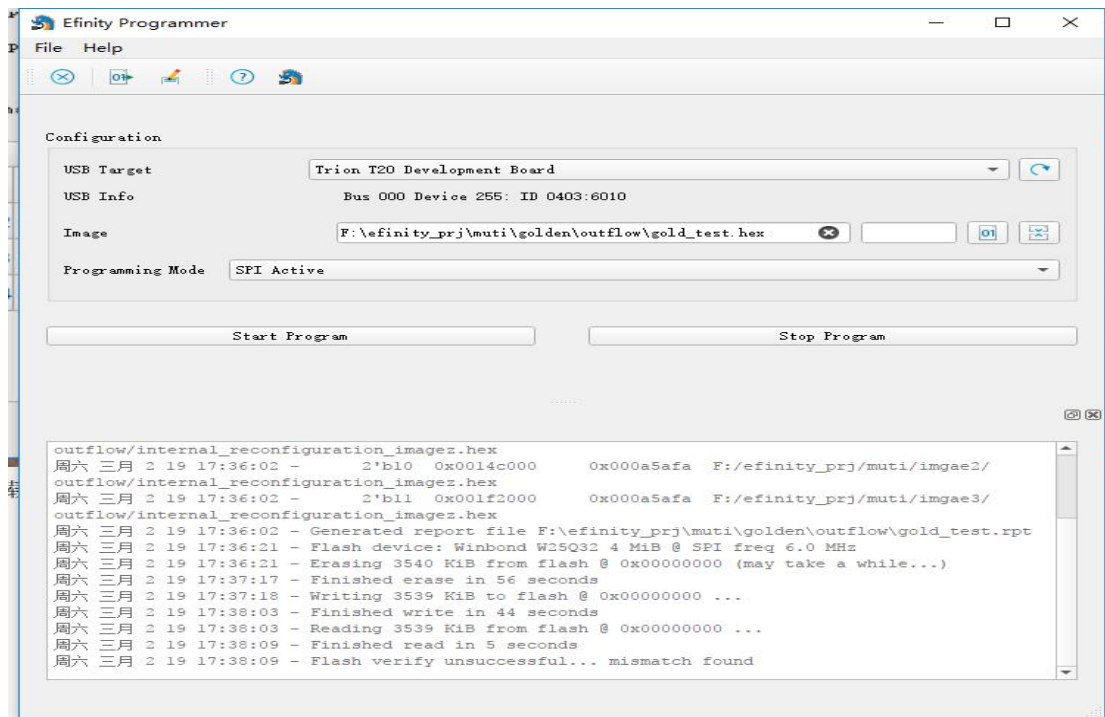 Efinity Programmer
File Help
Configuration
USB Target Trion T20 Development Board
USB Info Bus 000 Device 255: ID 0403:6010
Image F:\efinity_prj\muti\golden\outflow\gold_test.hex
Programming Mode SPI Active
Start Program Stop Program
outflow/internal_reconfiguration_imagez.hex
周六 三月 2 19 17:36:02 - 2'b10 0x0014c000 0x000a5afa F:/efinity_prj/muti/imgae2/
outflow/internal_reconfiguration_imagez.hex
周六 三月 2 19 17:36:02 - 2'b11 0x001f2000 0x000a5afa F:/efinity_prj/muti/imgae3/
outflow/internal_reconfiguration_imagez.hex
周六 三月 2 19 17:36:02 - Generated report file F:\efinity_prj\muti\golden\outflow\gold_test.rpt
周六 三月 2 19 17:36:21 - Flash device: Winbond W25Q32 4 MiB @ SPI freq 6.0 MHz
周六 三月 2 19 17:36:21 - Erasing 3540 KiB from flash @ 0x00000000 (may take a while...)
周六 三月 2 19 17:37:17 - Finished erase in 56 seconds
周六 三月 2 19 17:37:18 - Writing 3539 KiB to flash @ 0x00000000 ...
周六 三月 2 19 17:38:03 - Finished write in 44 seconds
周六 三月 2 19 17:38:03 - Reading 3539 KiB from flash @ 0x00000000 ...
周六 三月 2 19 17:38:09 - Finished read in 5 seconds
周六 三月 2 19 17:38:09 - Flash verify unsuccessful... mismatch found